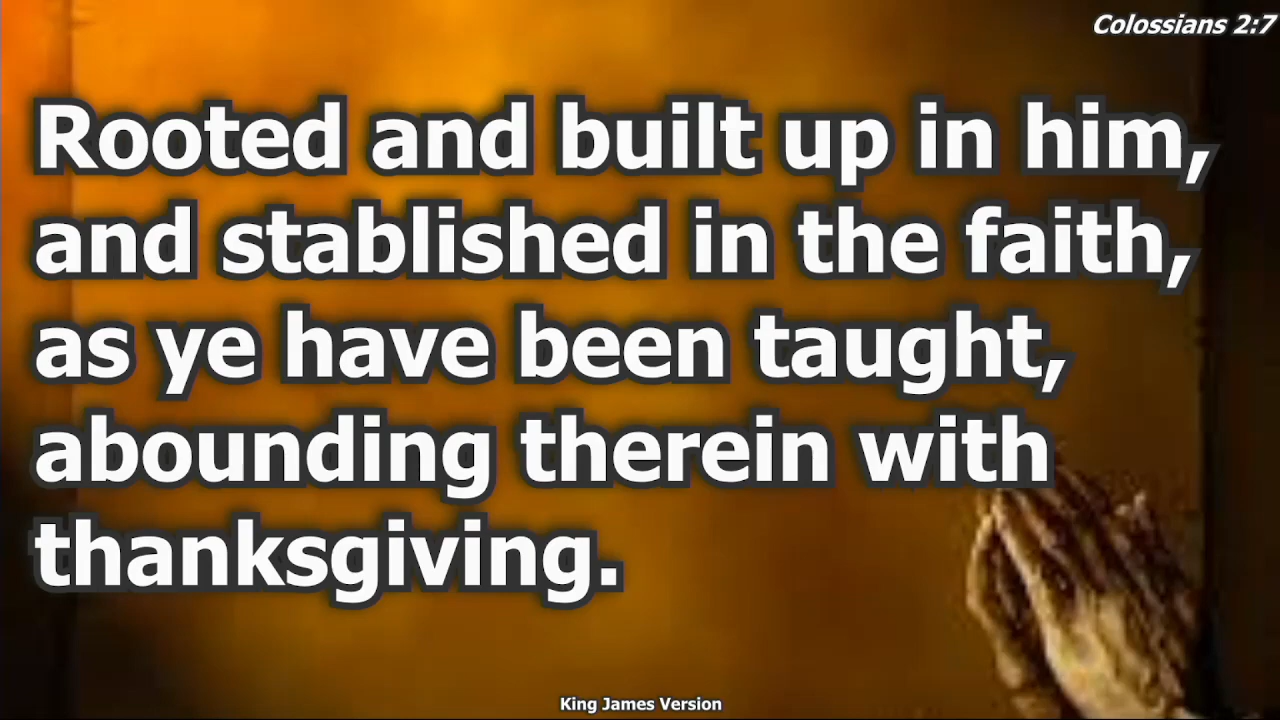 Colossians 2:7
Rooted and built up in him,
and stablished in the faith,
as ye have been taught,
abounding therein with
thanksgiving.
King James Version